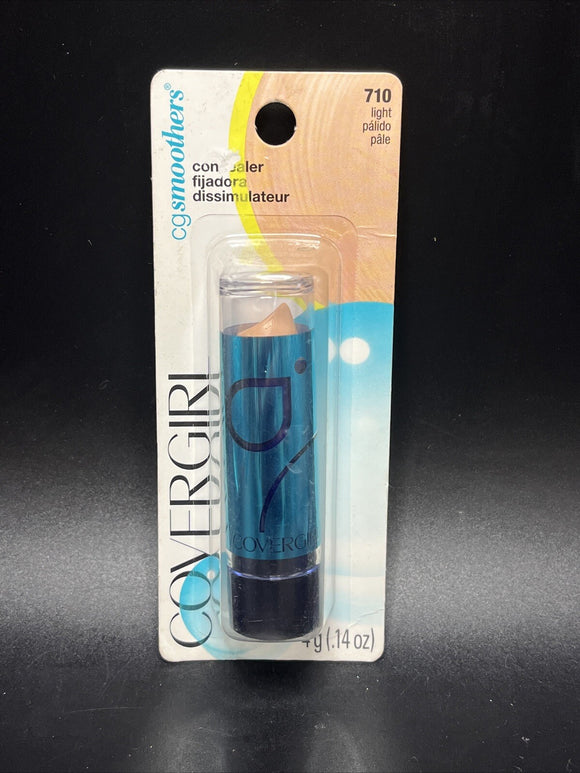 710
light
pálido
pâle
cgsmoothers®
concealer
fijadora
dissimulateur
COVERGIRL
COVERGIRL
4 g (.14 oz)